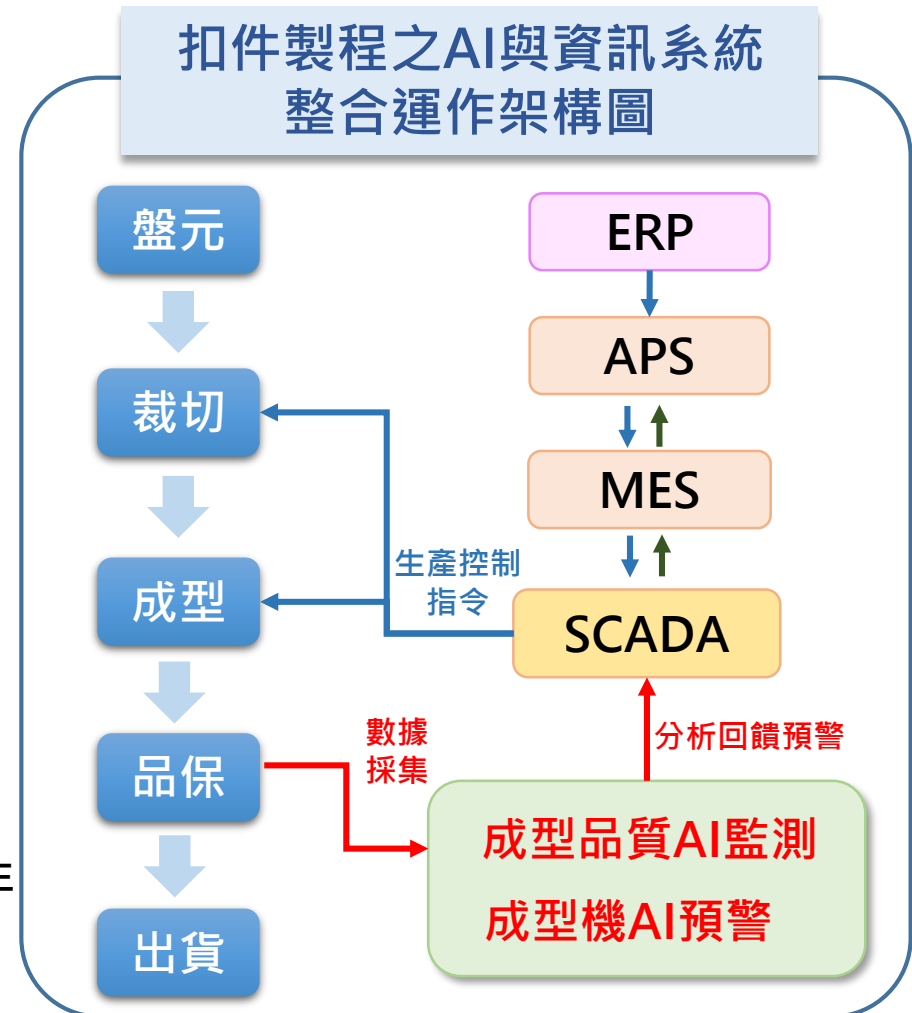 扣件製程之AI與資訊系統
整合運作架構圖
盤元
裁切
成型
品保
出貨
ERP
APS
MES
SCADA
生產控制
指令
數據
採集
分析回饋預警
成型品質AI監測
成型機AI預警